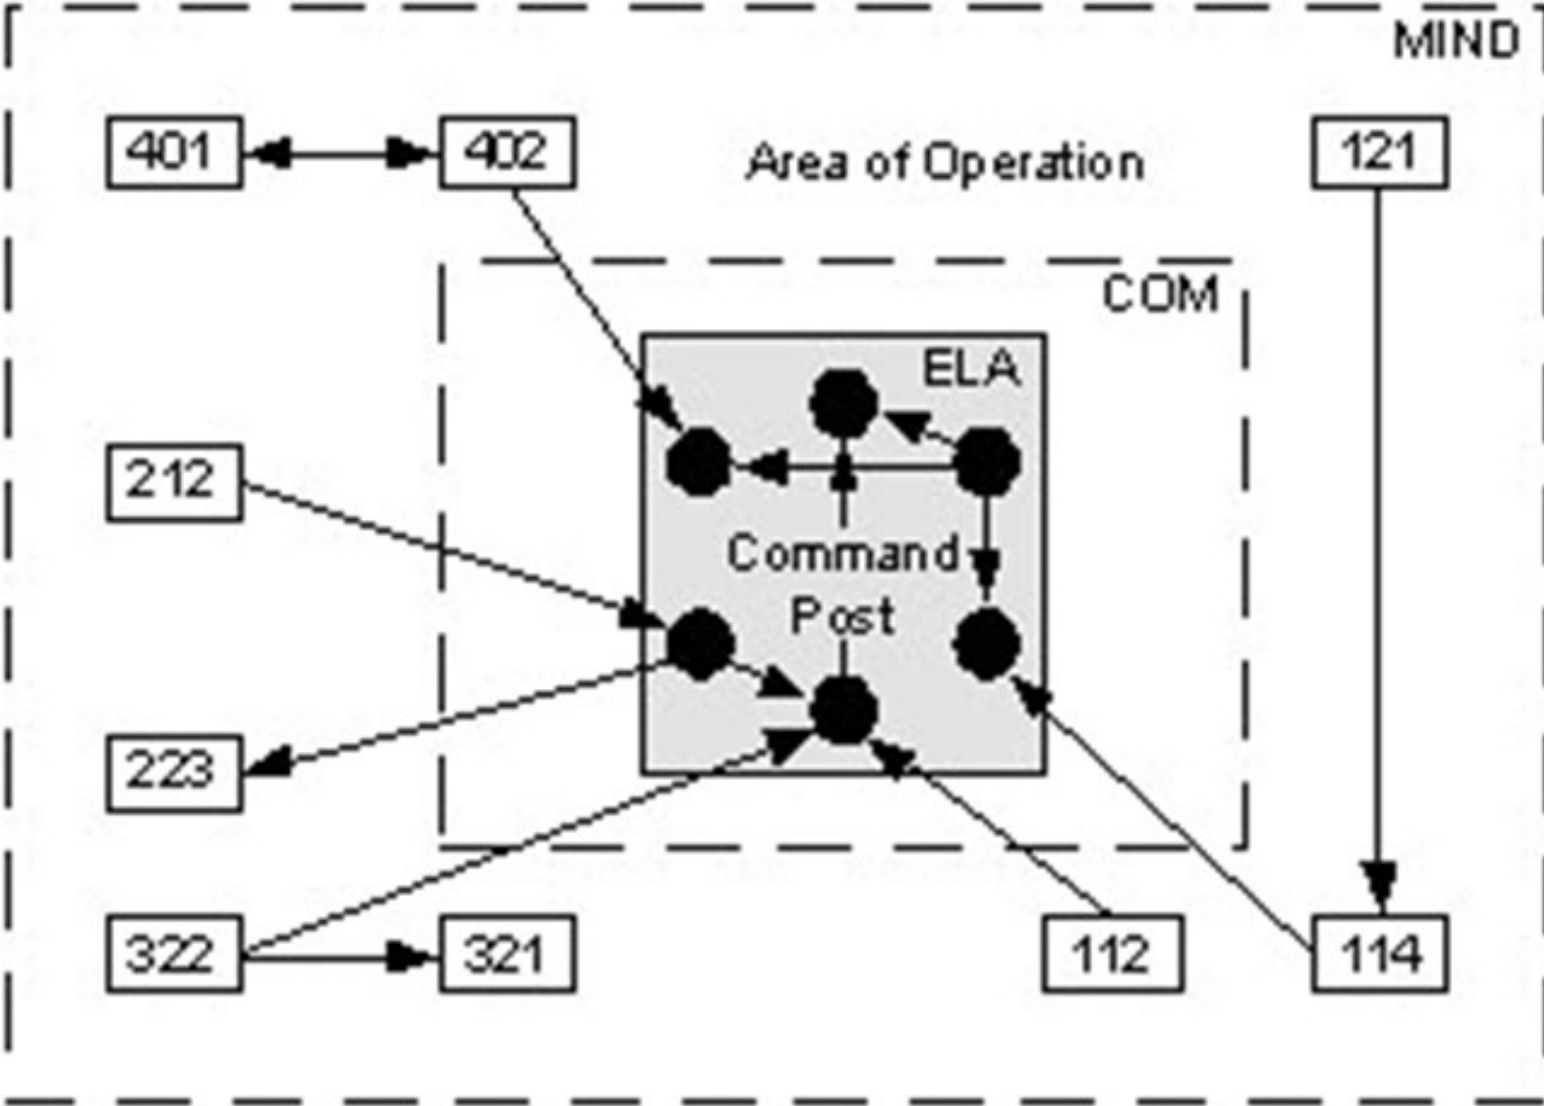 MIND
401
402
Area of Operation
121
COM
ELA
212
Command
Post
223
322
321
112
114